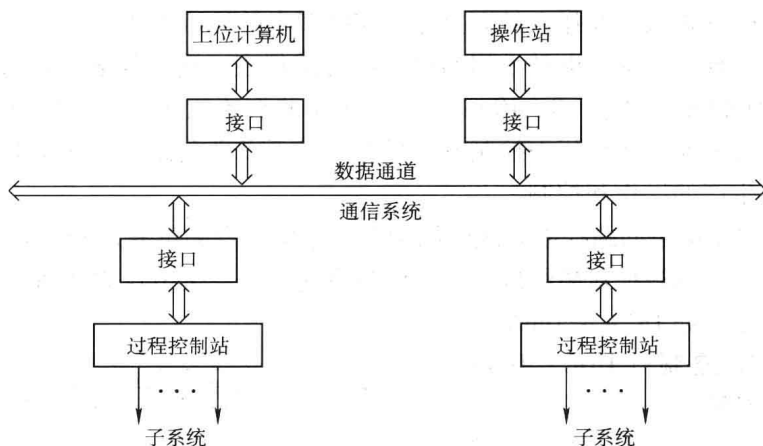 上位计算机
操作站
接口
接口
数据通道
通信系统
接口
接口
过程控制站
过程控制站
子系统
子系统